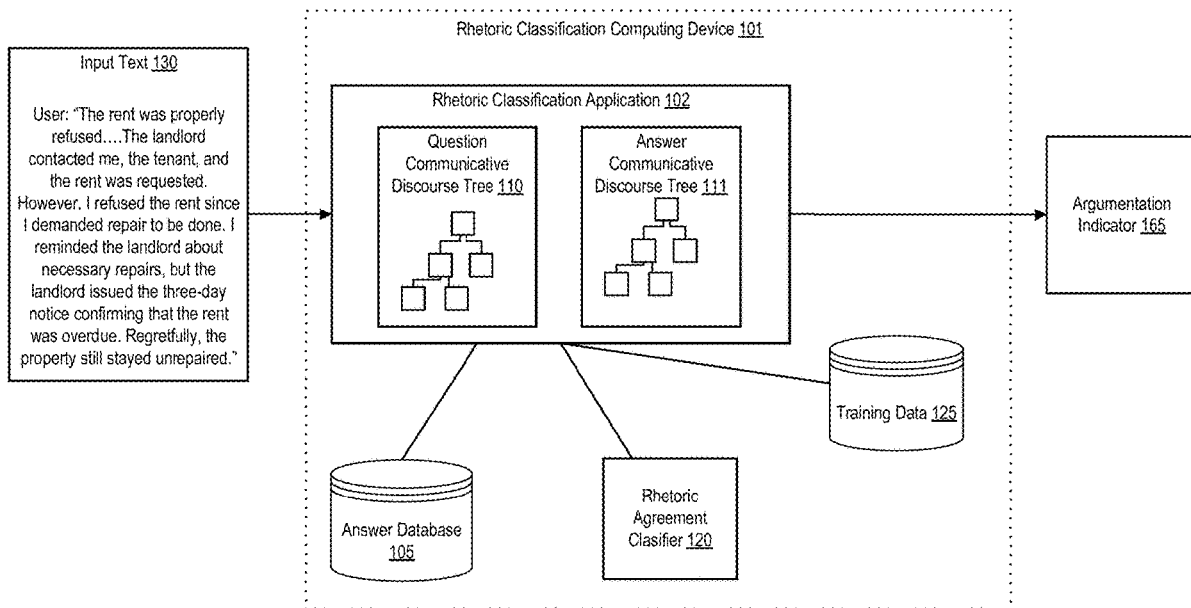 Rhetoric Classification Computing Device 101
Input Text 130
User: "The rent was properly
refused....The landlord
contacted me, the tenant, and
the rent was requested.
However, I refused the rent since
I demanded repair to be done. I
reminded the landlord about
necessary repairs, but the
landlord issued the three-day
notice confirming that the rent
was overdue. Regretfully, the
property still stayed unrepaired."
Rhetoric Classification Application 102
Question
Communicative
Discourse Tree 110
Answer
Communicative
Discourse Tree 111
Argumentation
Indicator 165
Training Data 125
Answer Database
105
Rhetoric
Agreement
Clasifier 120